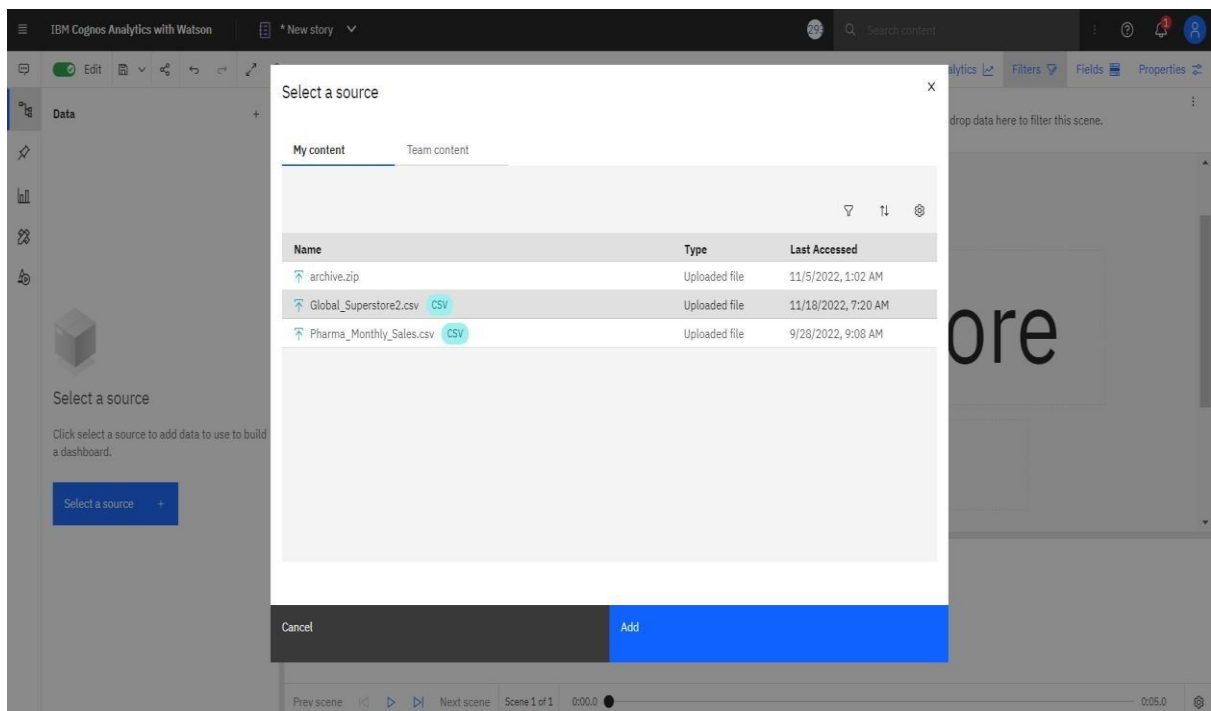 IBM Cognos Analytics with Watson
* New story
Search content
Edit
Filters
Fields
Properties
Data
drop data here to filter this scene.
Select a source
Click select a source to add data to use to build
a dashboard.
Select a source +
Select a source
X
My content
Team content
Name Type Last Accessed
archive.zip Uploaded file 11/5/2022, 1:02 AM
Global_Superstore2.csv CSV Uploaded file 11/18/2022, 7:20 AM
Pharma_Monthly_Sales.csv CSV Uploaded file 9/28/2022, 9:08 AM
ore
Cancel
Add
Prev scene Next scene Scene 1 of 1 0:00.0 0:05.0